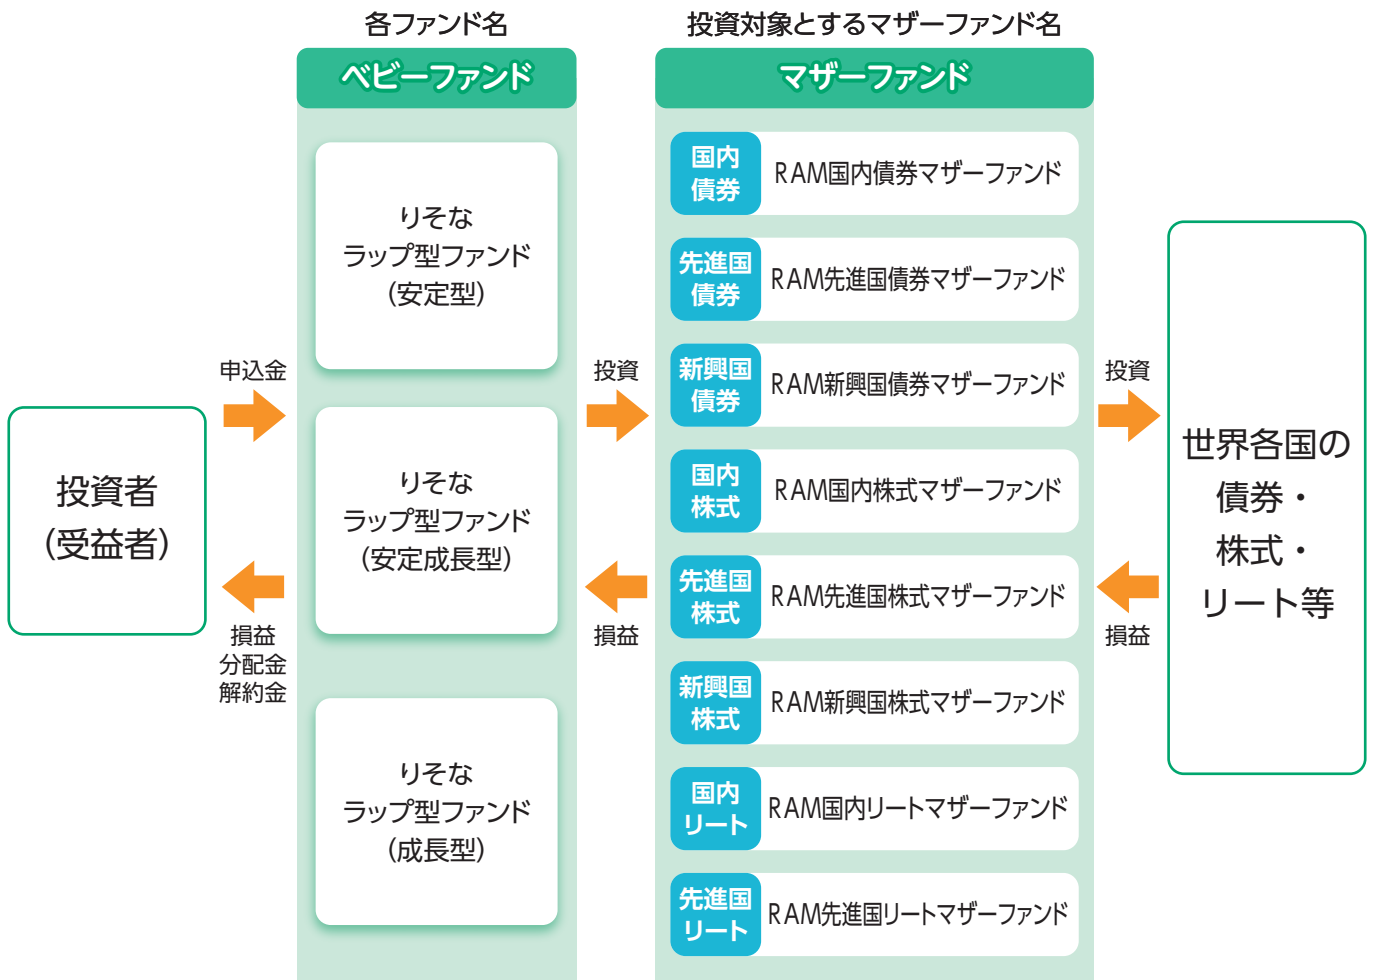 各ファンド名
投資対象とするマザーファンド名
ベビーファンド
マザーファンド
投資者
(受益者)
申込金
損益
分配金
解約金
りそな
ラップ型ファンド
(安定型)
りそな
ラップ型ファンド
(安定成長型)
りそな
ラップ型ファンド
(成長型)
投資
損益
国内
債券
RAM国内債券マザーファンド
先進国
債券
RAM先進国債券マザーファンド
新興国
債券
RAM新興国債券マザーファンド
国内
株式
RAM国内株式マザーファンド
先進国
株式
RAM先進国株式マザーファンド
新興国
株式
RAM新興国株式マザーファンド
国内
リート
RAM国内リートマザーファンド
先進国
リート
RAM先進国リートマザーファンド
投資
損益
世界各国の
債券・
株式・
リート等